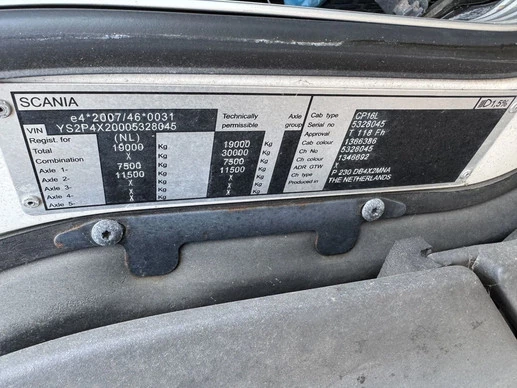 SCANIA
e4*2007/46*0031
VIN YS2P4X20005328045
Regist. for (NL) Technically permissible Axle group
Total 19000 Kg 19000 Kg
Combination X Kg 30000 Kg
Axle 1- 7500 Kg 7500 Kg
Axle 2- 11500 Kg 11500 Kg
Axle 3- X Kg X Kg
Axle 4- X Kg X Kg
Axle 5- X Kg X Kg
D1,5%
Cab type CP16L
Serial no 5328045
Approval T 118 Fh
Cab colour 1366386
Ch No 5328045
Ch colour 1346692
ADR GTW
Ch type P 230 DB4X2MNA
Produced in THE NETHERLANDS